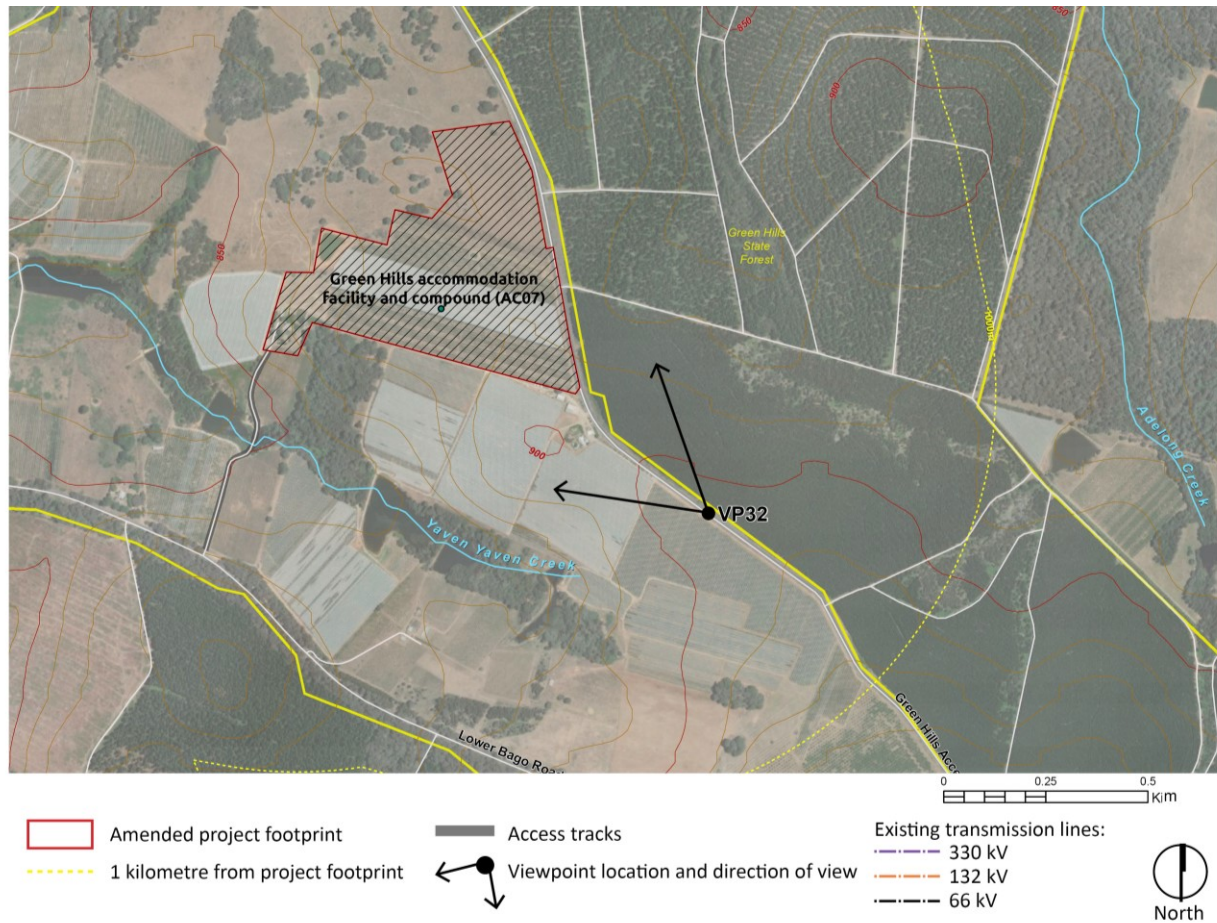 850
850
900
Green Hills
State
Forest
850
Green Hills accommodation
facility and compound (AC07)
1000m
Adelong Creek
900
VP32
Yaven Yaven Creek
Green Hills Acce
Lower Bago Road
0 0.25 0.5
Km
Amended project footprint
1 kilometre from project footprint
Access tracks
Viewpoint location and direction of view
Existing transmission lines:
330 kV
132 kV
66 kV
North